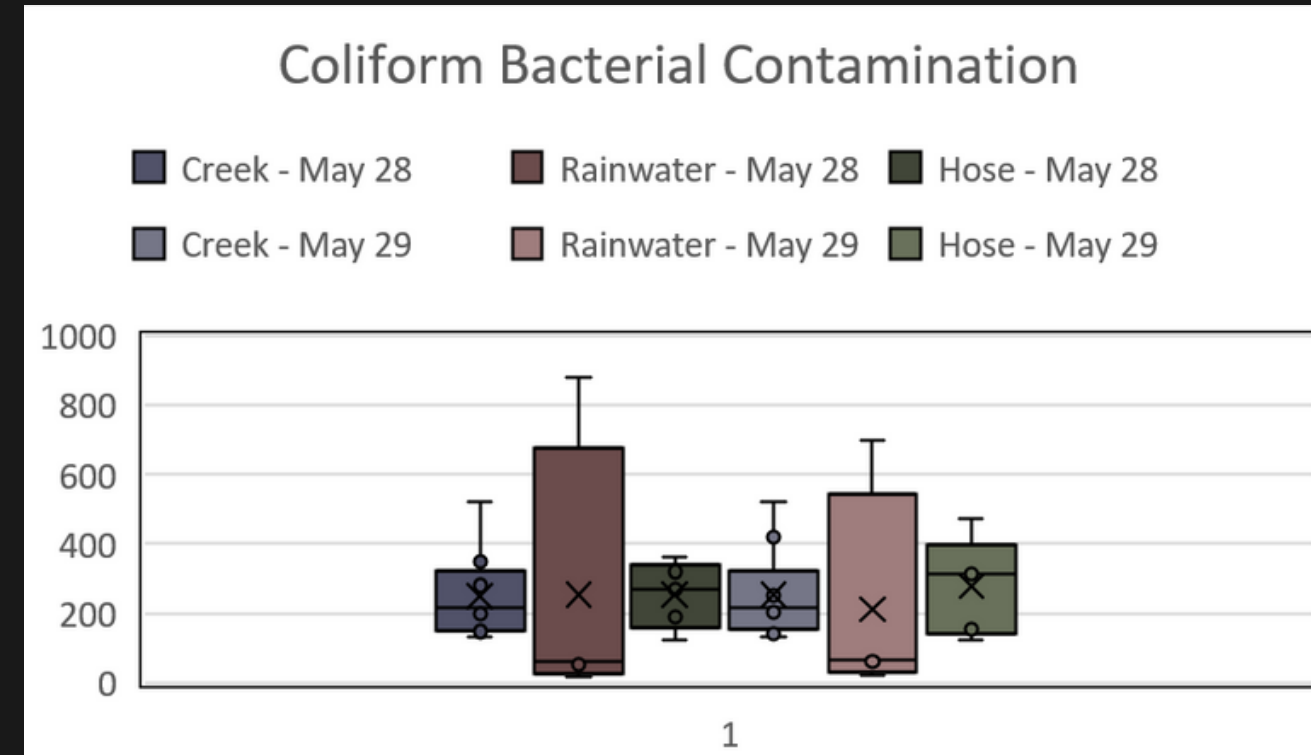 Coliform Bacterial Contamination
Creek - May 28 Rainwater - May 28 Hose - May 28
Creek - May 29 Rainwater - May 29 Hose - May 29
1000
800
600
400
200
0
1